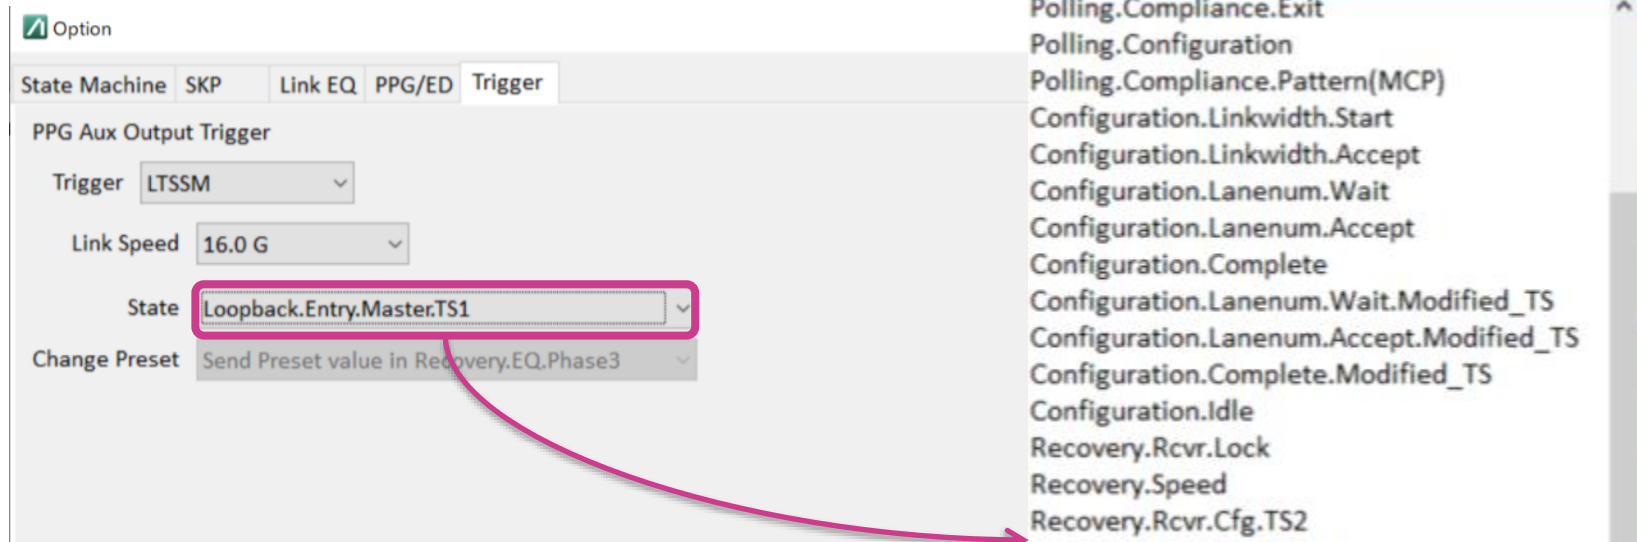 Option
State Machine SKP Link EQ PPG/ED Trigger
PPG Aux Output Trigger
Trigger LTSSM
Link Speed 16.0 G
State Loopback.Entry.Master.TS1
Change Preset Send Preset value in Recovery.EQ.Phase3
Polling.Compliance.Exit
Polling.Configuration
Polling.Compliance.Pattern(MCP)
Configuration.Linkwidth.Start
Configuration.Linkwidth.Accept
Configuration.Lanenum.Wait
Configuration.Lanenum.Accept
Configuration.Complete
Configuration.Lanenum.Wait.Modified_TS
Configuration.Lanenum.Accept.Modified_TS
Configuration.Complete.Modified_TS
Configuration.Idle
Recovery.Rcvr.Lock
Recovery.Speed
Recovery.Rcvr.Cfg.TS2